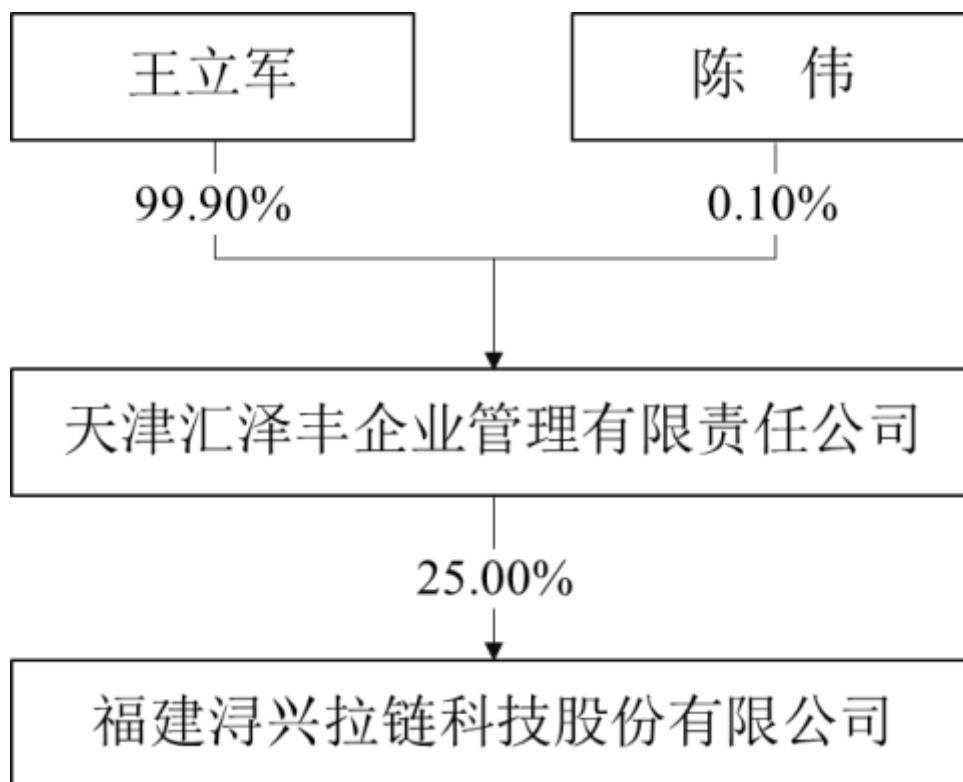 王立军
陈 伟
99.90%
0.10%
天津汇泽丰企业管理有限责任公司
25.00%
福建浔兴拉链科技股份有限公司